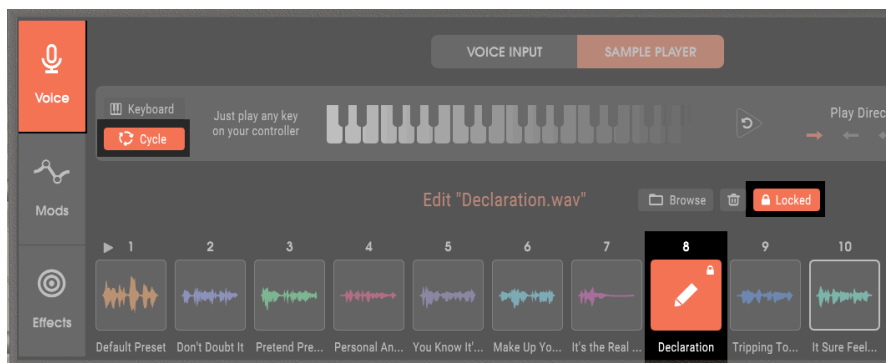 VOICE INPUT SAMPLE PLAYER
Voice
Keyboard
Cycle
Just play any key
on your controller
Play Direc
Mods
Edit "Declaration.wav" Browse Locked
1 2 3 4 5 6 7 8 9 10
Effects
Default Preset Don't Doubt It Pretend Pre... Personal An... You Know It'... Make Up Yo... It's the Real ... Declaration Tripping To... It Sure Feel...